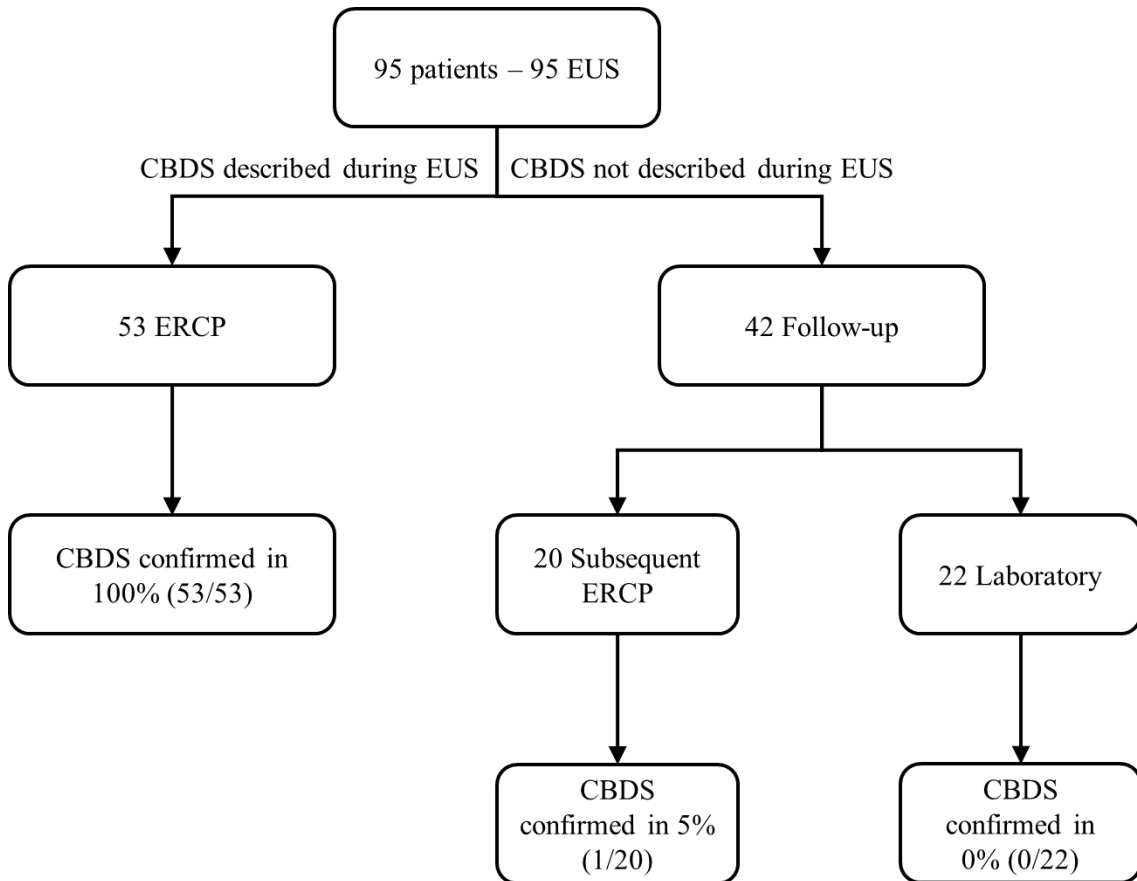 95 patients – 95 EUS
CBDS described during EUS
CBDS not described during EUS
53 ERCP
42 Follow-up
CBDS confirmed in
100% (53/53)
20 Subsequent
ERCP
22 Laboratory
CBDS
confirmed in 5%
(1/20)
CBDS
confirmed in
0% (0/22)